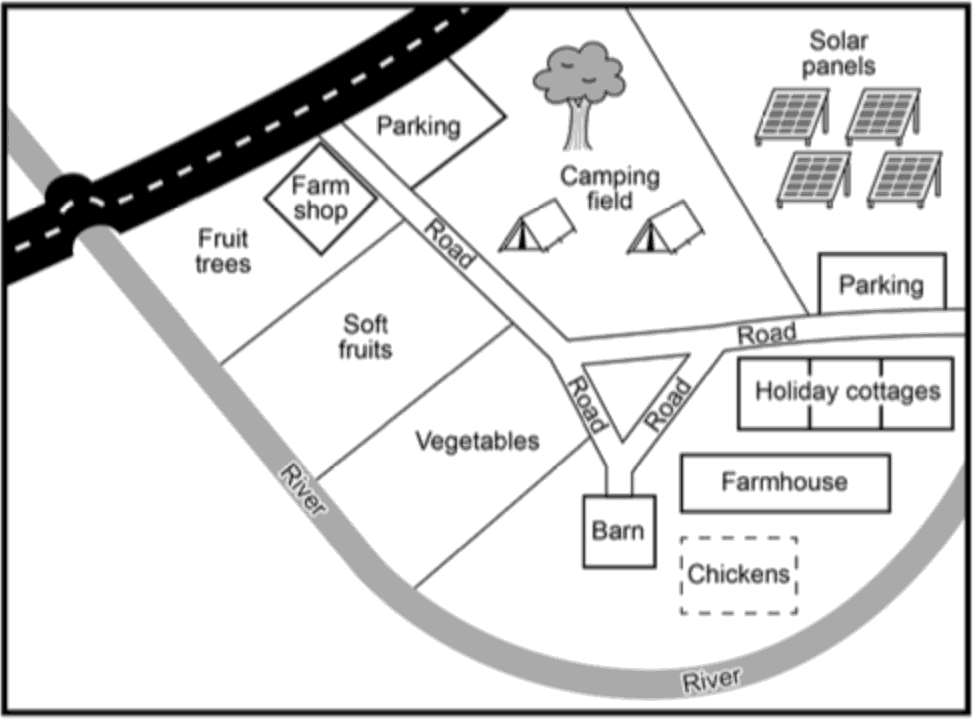 Solar
panels
Parking
Camping
field
Farm
shop
Fruit
trees
Road
Parking
Soft
fruits
Road
Holiday cottages
Road
Road
Vegetables
Farmhouse
River
Barn
Chickens
River